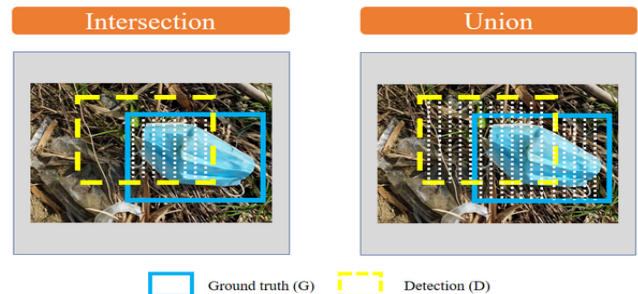 Intersection
Union
Ground truth (G)
Detection (D)